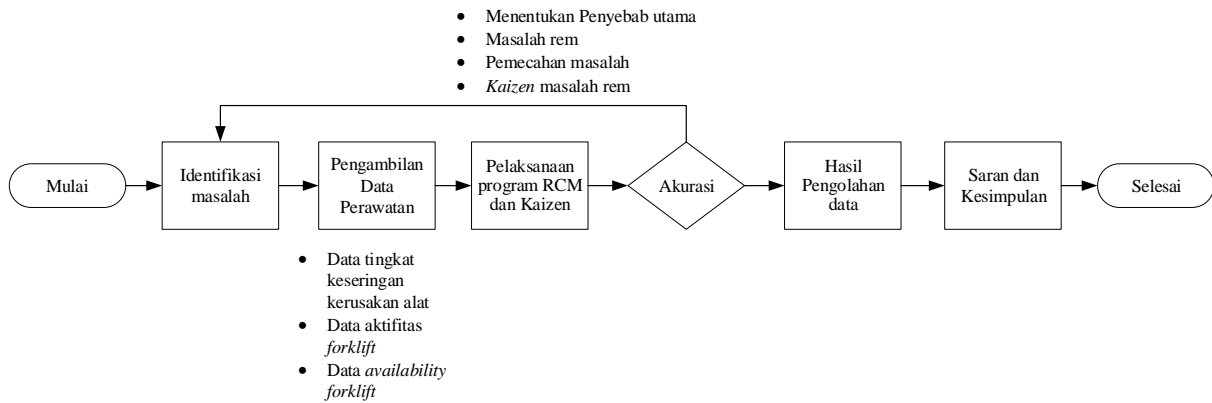 • Menentukan Penyebab utama
• Masalah rem
• Pemecahan masalah
• Kaizen masalah rem
Mulai
Identifikasi
masalah
Pengambilan
Data
Perawatan
Pelaksanaan
program RCM
dan Kaizen
Akurasi
Hasil
Pengolahan
data
Saran dan
Kesimpulan
Selesai
• Data tingkat
keseringan
kerusakan alat
• Data aktifitas
forklift
• Data availability
forklift